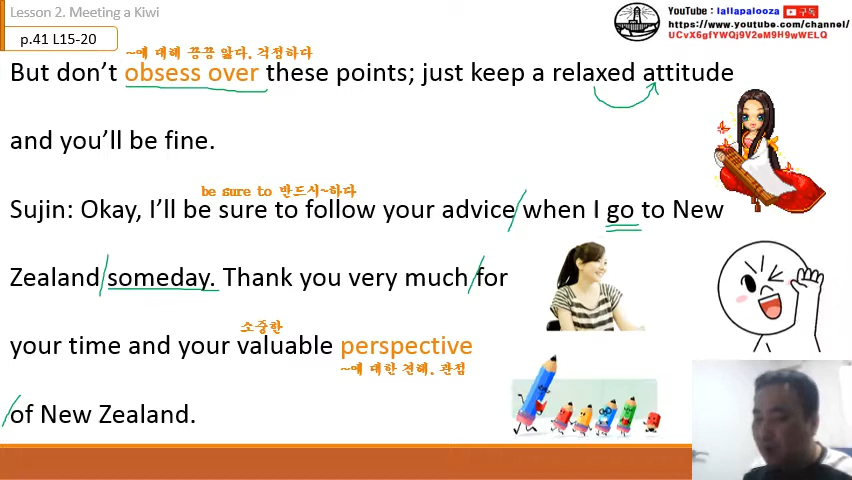 Lesson 2. Meeting a Kiwi
YouTube : lallapalooza 구독
https://www.youtube.com/channel/
UCvX6gfYWQj9V2eM9H9wWELQ
p.41 L15-20
~에 대해 끙끙 앓다. 걱정하다
But don't obsess over these points; just keep a relaxed attitude
and you'll be fine.
be sure to 반드시~하다
Sujin: Okay, I'll be sure to follow your advice when I go to New
Zealand someday. Thank you very much for
소중한
your time and your valuable perspective
~에 대한 견해, 관점
of New Zealand.